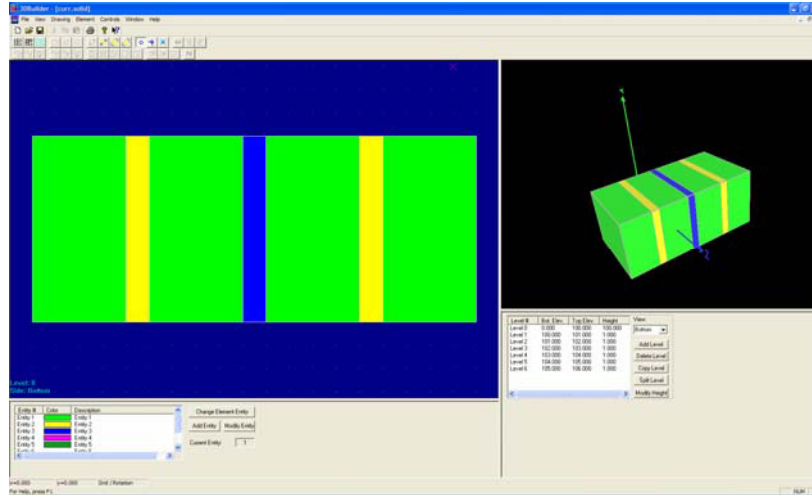 3DBuilder - [curr.solid]
File View Drawing Element Controls Window Help
Level: 0
Side: Bottom
Y
Z
Level # Bot. Elev. Top Elev. Height
Level 0 0.000 100.000 100.000
Level 1 100.000 101.000 1.000
Level 2 101.000 102.000 1.000
Level 3 102.000 103.000 1.000
Level 4 103.000 104.000 1.000
Level 5 104.000 105.000 1.000
Level 6 105.000 106.000 1.000
View:
Bottom
Add Level
Delete Level
Copy Level
Split Level
Modify Height
Entity # Color Description
Entity 1 Entity 1
Entity 2 Entity 2
Entity 3 Entity 3
Entity 4 Entity 4
Entity 5 Entity 5
Change Element Entity
Add Entity Modify Entity
Current Entity: 1
x=0.000 y=0.000 Grid / Rotation
For Help, press F1 NUM